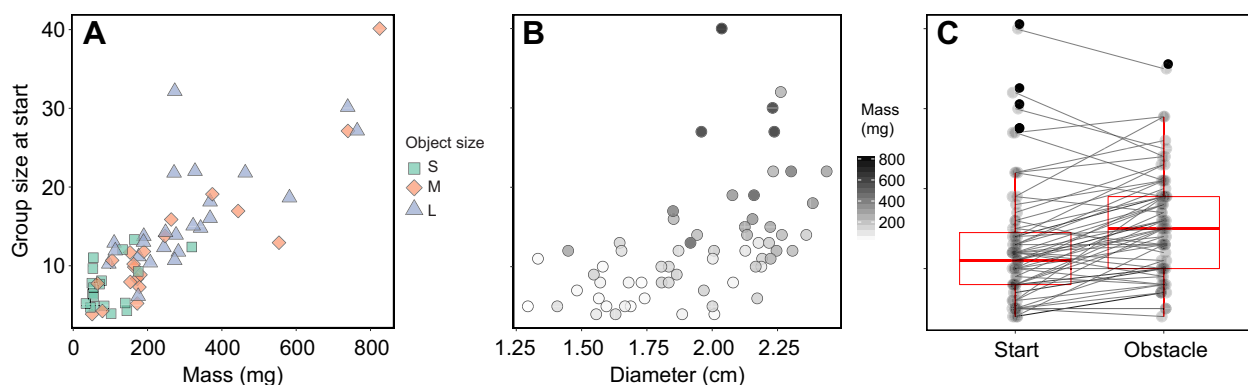 A
B
C
Group size at start
40
30
20
10
0
200
400
600
800
Mass (mg)
Object size
S
M
L
1.25
1.50
1.75
2.00
2.25
Diameter (cm)
Mass
(mg)
800
600
400
200
Start
Obstacle